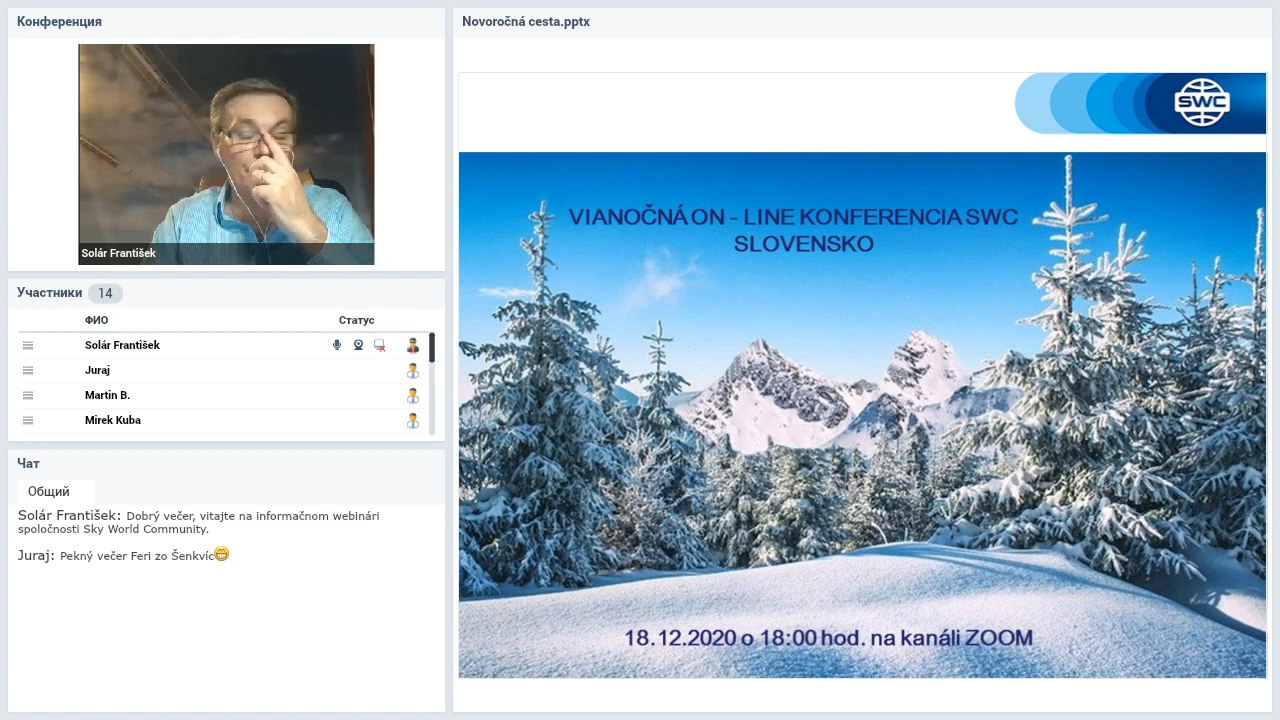 Конференция
Solár František
Участники 14
ФИО Статус
Solár František
Juraj
Martin B.
Mirek Kuba
Чат
Общий
Solár František: Dobrý večer, vitajte na informačnom webinári
spoločnosti Sky World Community.
Juraj: Pekný večer Feri zo Šenkvíc
Novoročná cesta.pptx
SWC
VIANOČNÁ ON - LINE KONFERENCIA SWC
SLOVENSKO
18.12.2020 o 18:00 hod. na kanáli ZOOM